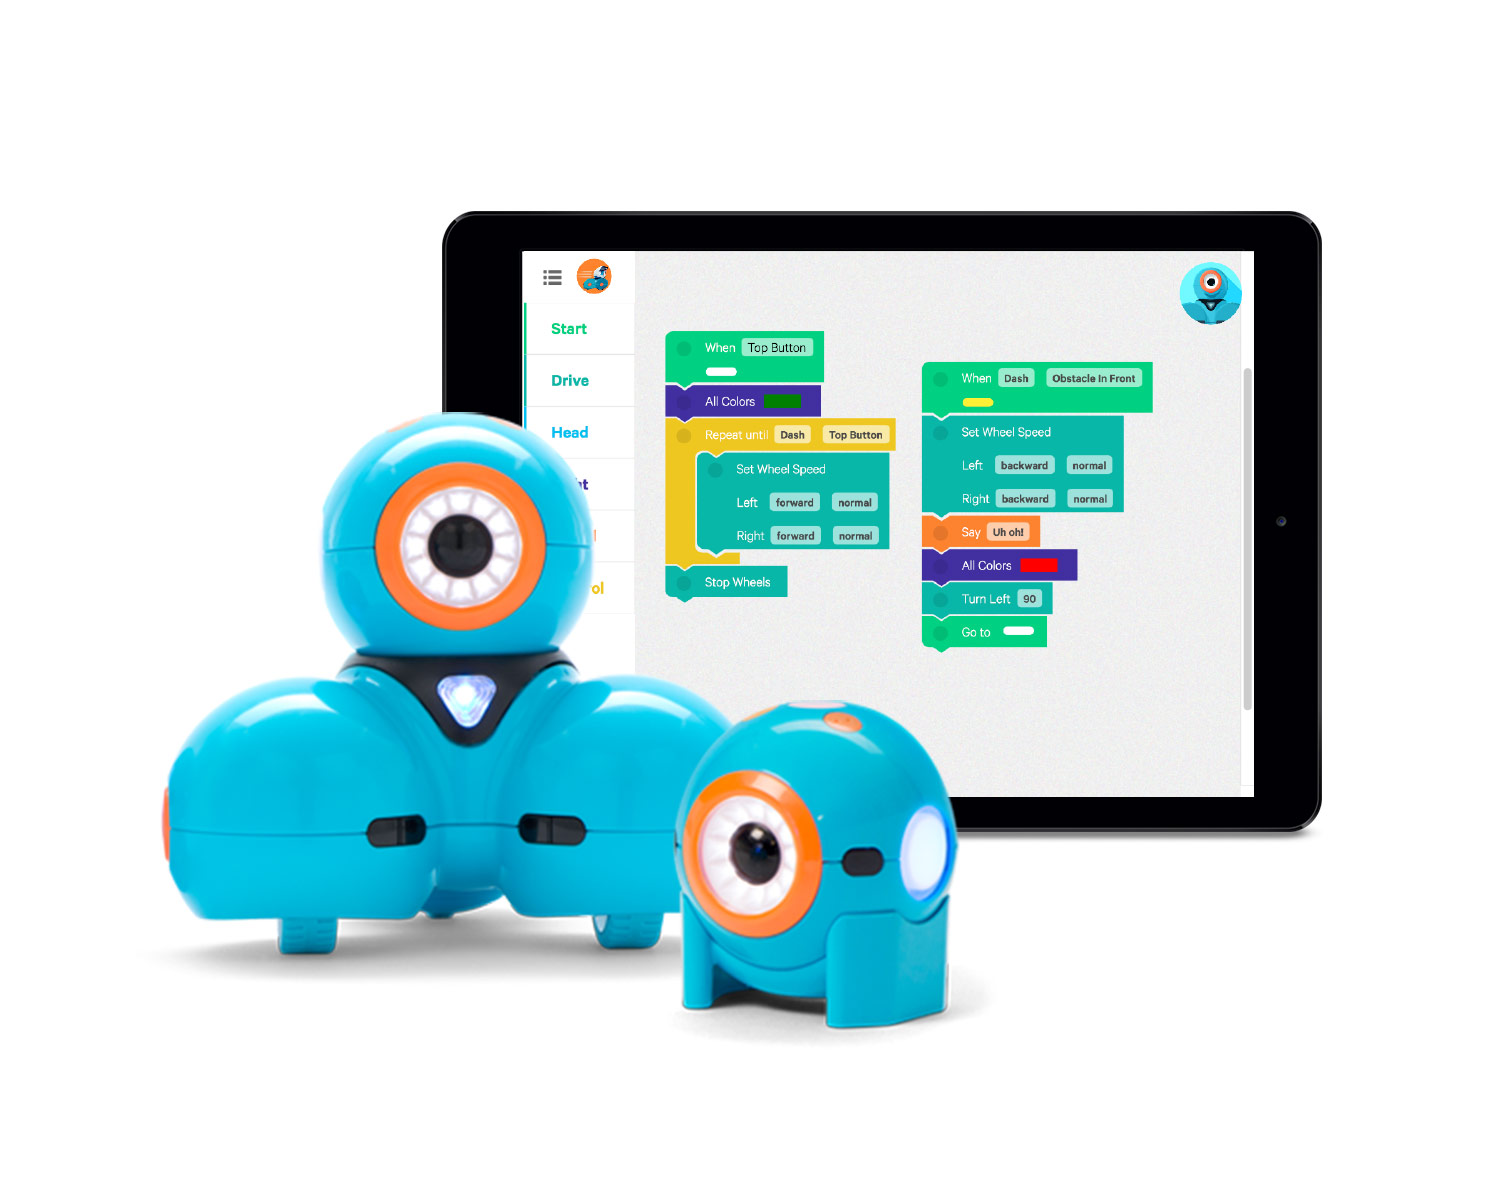 Start
Drive
Head
When Top Button
All Colors
Repeat until Dash Top Button
Set Wheel Speed
Left forward normal
Right forward normal
Stop Wheels
When Dash Obstacle In Front
Set Wheel Speed
Left backward normal
Right backward normal
Say Uh oh!
All Colors
Turn Left 90
Go to